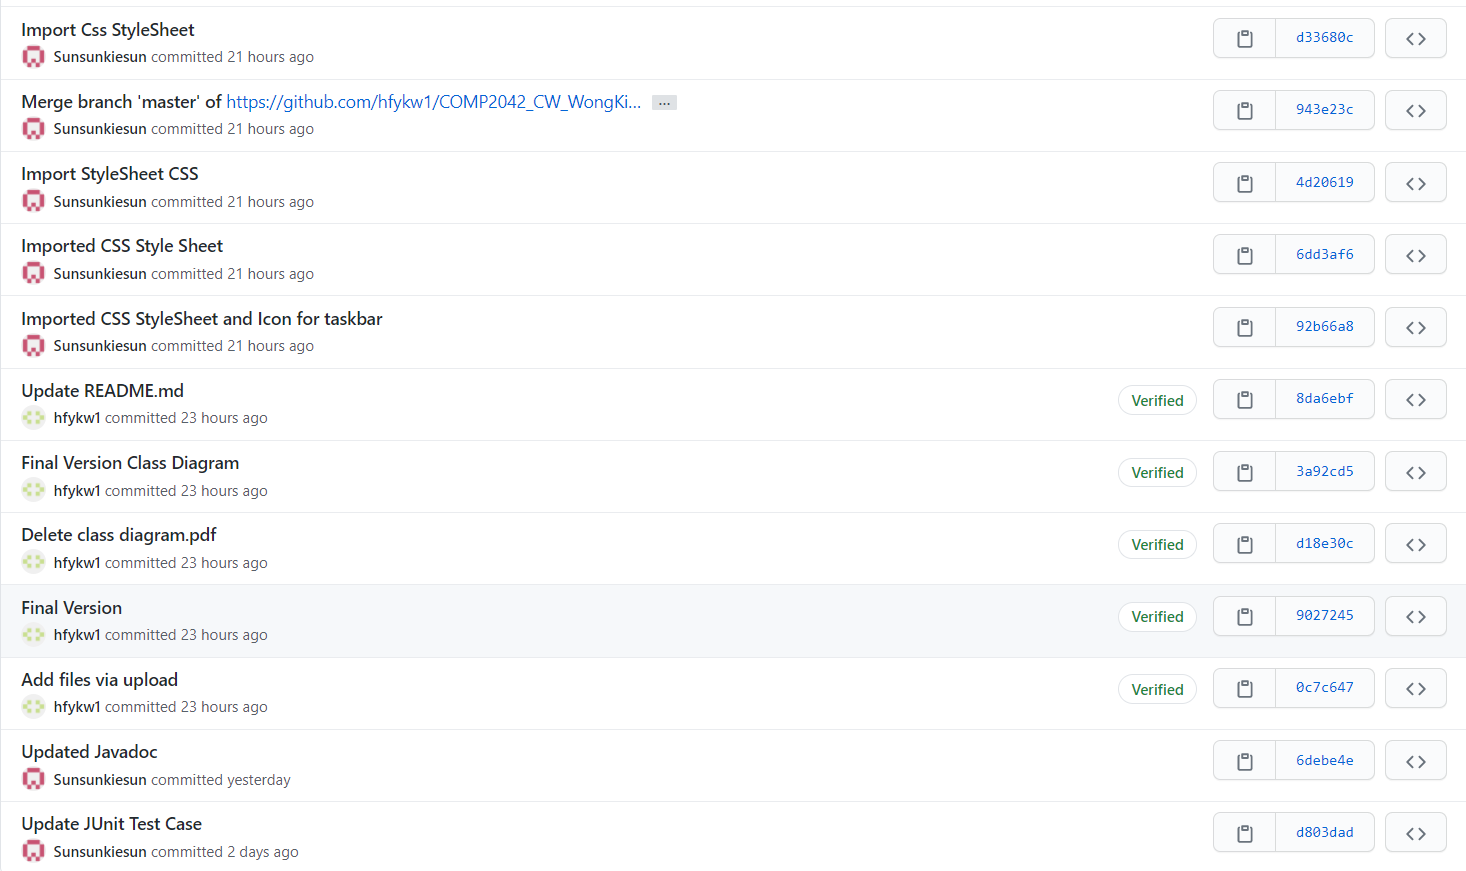 Import Css StyleSheet
Sunsunkiesun committed 21 hours ago
d33680c
Merge branch 'master' of https://github.com/hfykw1/COMP2042_CW_WongKi... ...
Sunsunkiesun committed 21 hours ago
943e23c
Import StyleSheet CSS
Sunsunkiesun committed 21 hours ago
4d20619
Imported CSS Style Sheet
Sunsunkiesun committed 21 hours ago
6dd3af6
Imported CSS StyleSheet and Icon for taskbar
Sunsunkiesun committed 21 hours ago
92b66a8
Update README.md
hfykw1 committed 23 hours ago
Verified 8da6ebf
Final Version Class Diagram
hfykw1 committed 23 hours ago
Verified 3a92cd5
Delete class diagram.pdf
hfykw1 committed 23 hours ago
Verified d18e30c
Final Version
hfykw1 committed 23 hours ago
Verified 9027245
Add files via upload
hfykw1 committed 23 hours ago
Verified 0c7c647
Updated Javadoc
Sunsunkiesun committed yesterday
6debe4e
Update JUnit Test Case
Sunsunkiesun committed 2 days ago
d803dad